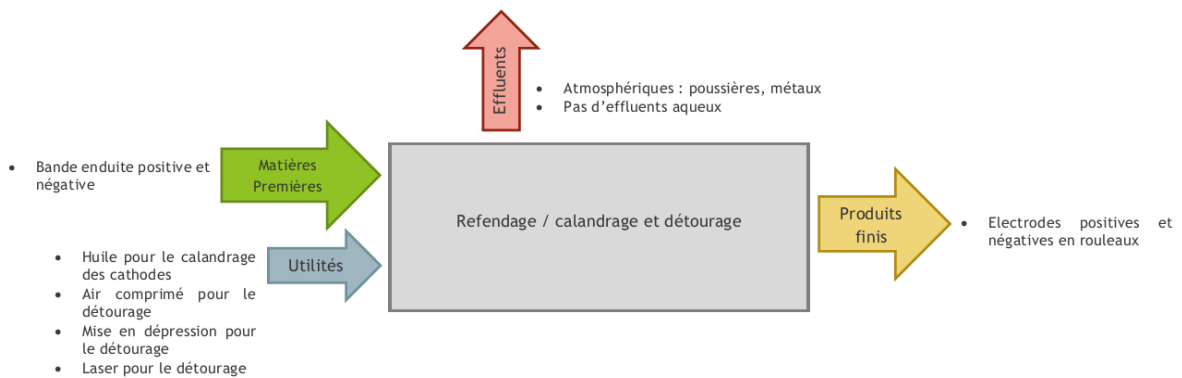 Effluents
• Atmosphériques : poussières, métaux
• Pas d’effluents aqueux
• Bande enduite positive et
négative
Matières
Premières
Refendage / calandrage et détourage
Produits
finis
• Electrodes positives et
négatives en rouleaux
• Huile pour le calandrage
des cathodes
• Air comprimé pour le
détourage
• Mise en dépression pour
le détourage
• Laser pour le détourage
Utilités